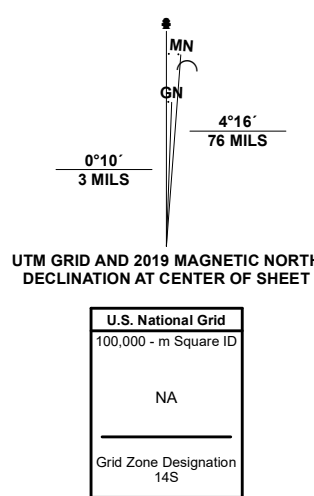 MN
GN
4°16´
76 MILS
0°10´
3 MILS
UTM GRID AND 2019 MAGNETIC NORTH
DECLINATION AT CENTER OF SHEET
U.S. National Grid
100,000 - m Square ID
NA
Grid Zone Designation
14S